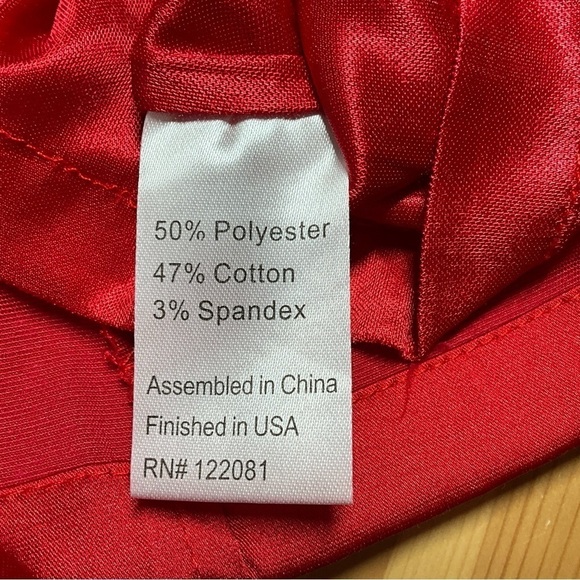 50% Polyester
47% Cotton
3% Spandex
Assembled in China
Finished in USA
RN# 122081